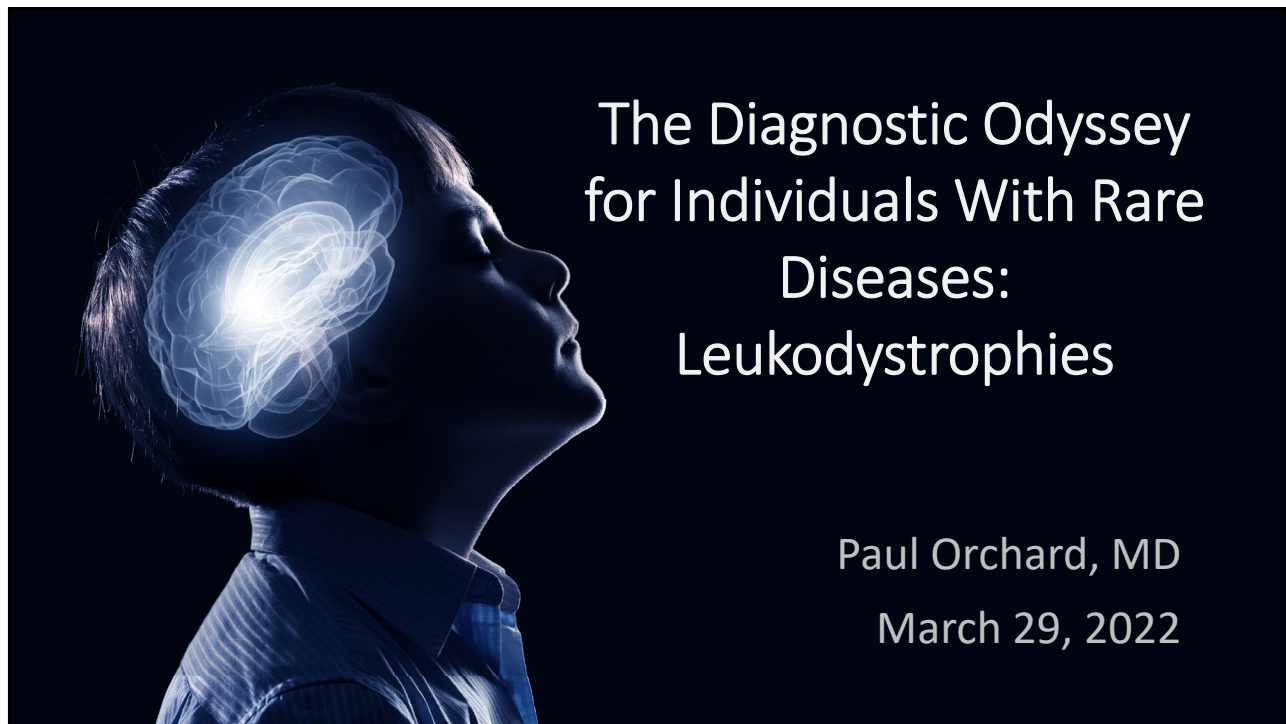 The Diagnostic Odyssey
for Individuals With Rare
Diseases:
Leukodystrophies
Paul Orchard, MD
March 29, 2022